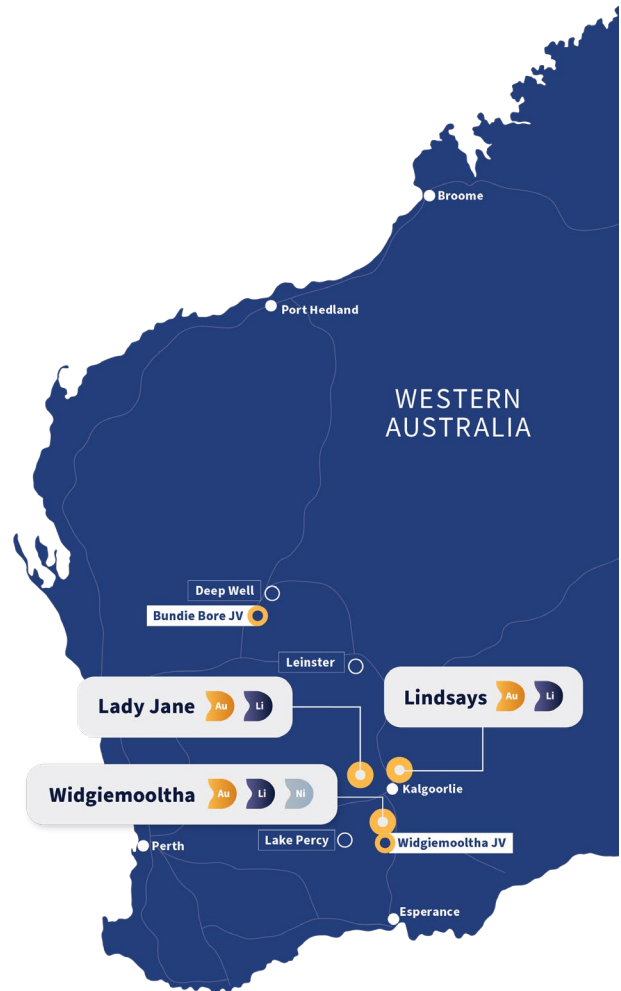 Broome
Port Hedland
WESTERN
AUSTRALIA
Deep Well
Bundie Bore JV
Leinster
Lady Jane Au Li
Lindsays Au Li
Widgiemooltha Au Li Ni
Kalgoorlie
Lake Percy
Widgiemooltha JV
Perth
Esperance